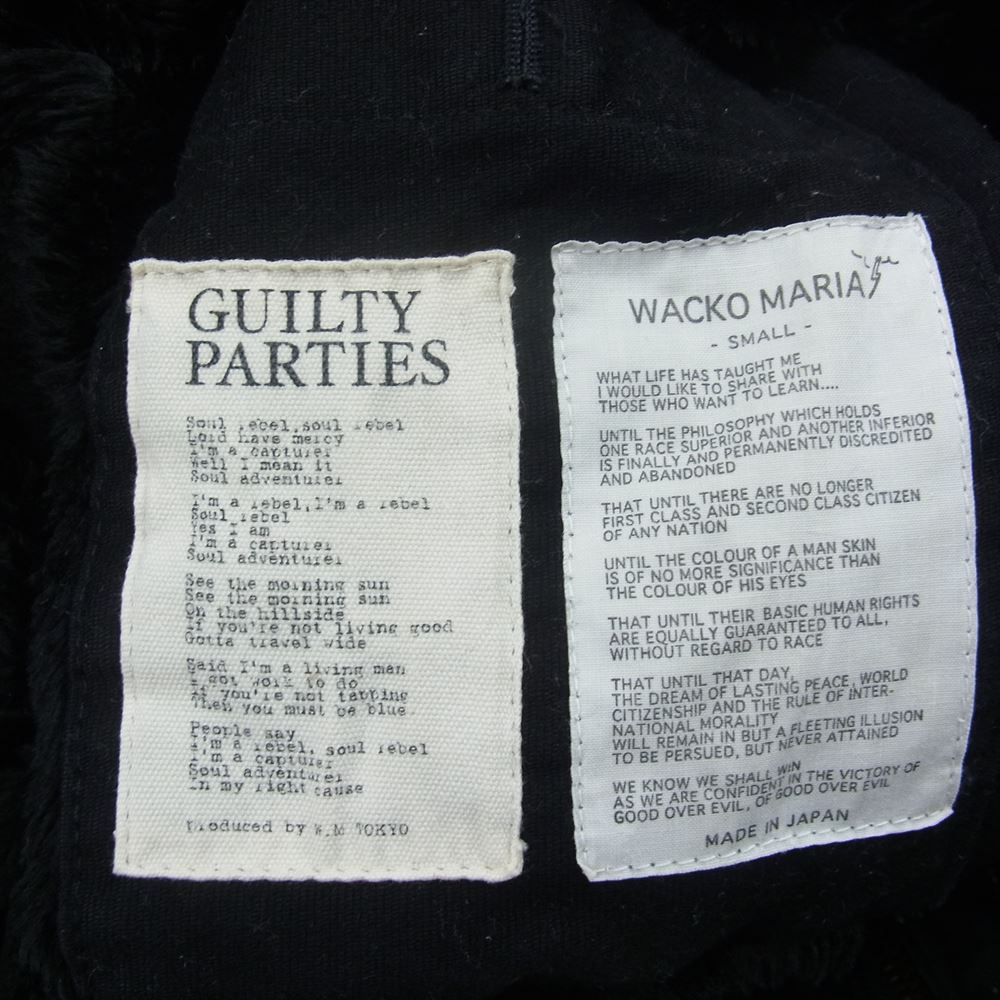 GUILTY
PARTIES
Soul rebel, soul rebel
Lord have mercy
I'm a capturer
Well I mean it
Soul adventurer
I'm a rebel, I'm a rebel
Soul rebel
Yes I am
I'm a capturer
Soul adventurer
See the morning sun
See the morning sun
On the hillside
If you're not living good
Gotta travel wide
Said I'm a living man
I got work to do
If you're not tapping
Then you must be blue
People say
I'm a rebel, soul rebel
I'm a capturer
Soul adventurer
In my right cause
Produced by W.M TOKYO
WACKO MARIA
- SMALL -
WHAT LIFE HAS TAUGHT ME
I WOULD LIKE TO SHARE WITH
THOSE WHO WANT TO LEARN....
UNTIL THE PHILOSOPHY WHICH HOLDS
ONE RACE SUPERIOR AND ANOTHER INFERIOR
IS FINALLY AND PERMANENTLY DISCREDITED
AND ABANDONED
THAT UNTIL THERE ARE NO LONGER
FIRST CLASS AND SECOND CLASS CITIZEN
OF ANY NATION
UNTIL THE COLOUR OF A MAN SKIN
IS OF NO MORE SIGNIFICANCE THAN
THE COLOUR OF HIS EYES
THAT UNTIL THEIR BASIC HUMAN RIGHTS
ARE EQUALLY GUARANTEED TO ALL,
WITHOUT REGARD TO RACE
THAT UNTIL THAT DAY,
THE DREAM OF LASTING PEACE, WORLD
CITIZENSHIP AND THE RULE OF INTER-
NATIONAL MORALITY
WILL REMAIN IN BUT A FLEETING ILLUSION
TO BE PERSUED, BUT NEVER ATTAINED
WE KNOW WE SHALL WIN
AS WE ARE CONFIDENT IN THE VICTORY OF
GOOD OVER EVIL, OF GOOD OVER EVIL
MADE IN JAPAN